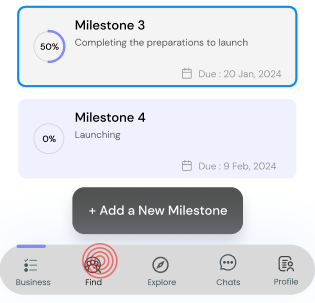 Milestone 3
50%
Completing the preparations to launch
Due : 20 Jan, 2024
Milestone 4
0%
Launching
Due : 9 Feb, 2024
+ Add a New Milestone
Business
Find
Explore
Chats
Profile